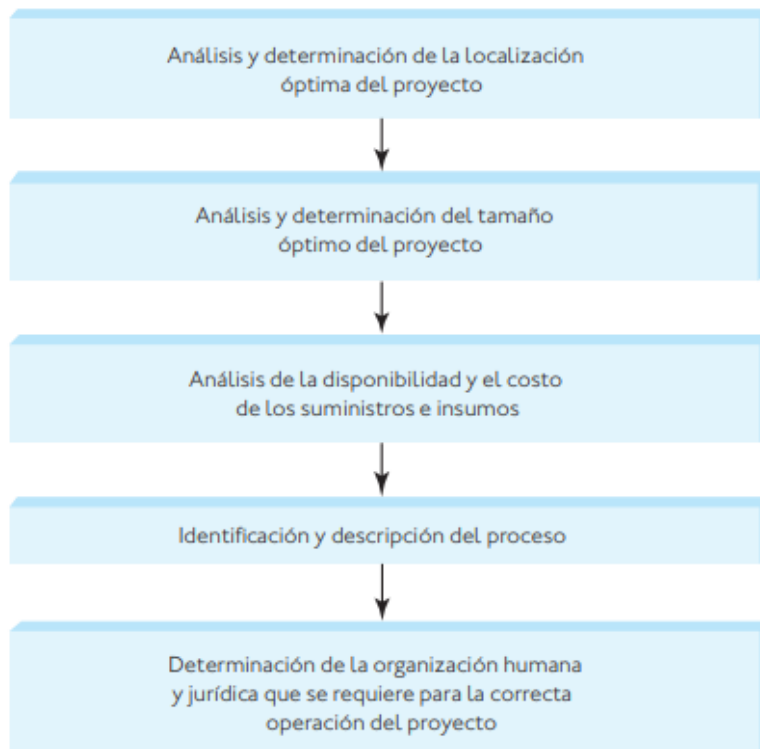 Análisis y determinación de la localización
óptima del proyecto
Análisis y determinación del tamaño
óptimo del proyecto
Análisis de la disponibilidad y el costo
de los suministros e insumos
Identificación y descripción del proceso
Determinación de la organización humana
y jurídica que se requiere para la correcta
operación del proyecto